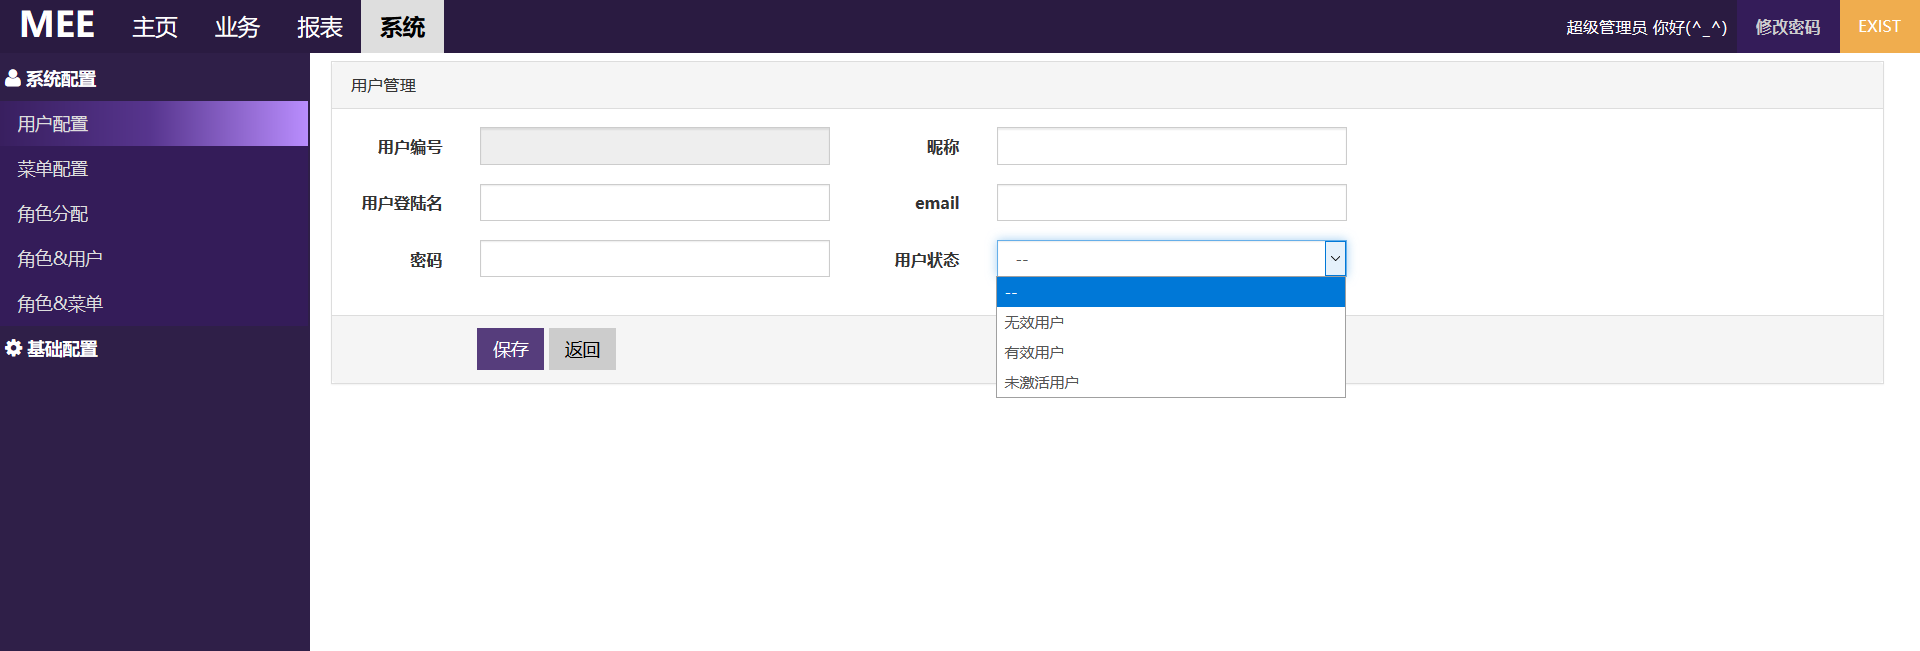 MEE 主页 业务 报表 系统 超级管理员 你好(^_^) 修改密码 EXIST
系统配置
用户配置
菜单配置
角色分配
角色&用户
角色&菜单
基础配置
用户管理
用户编号 昵称
用户登陆名 email
密码 用户状态 --
--
无效用户
有效用户
未激活用户
保存 返回